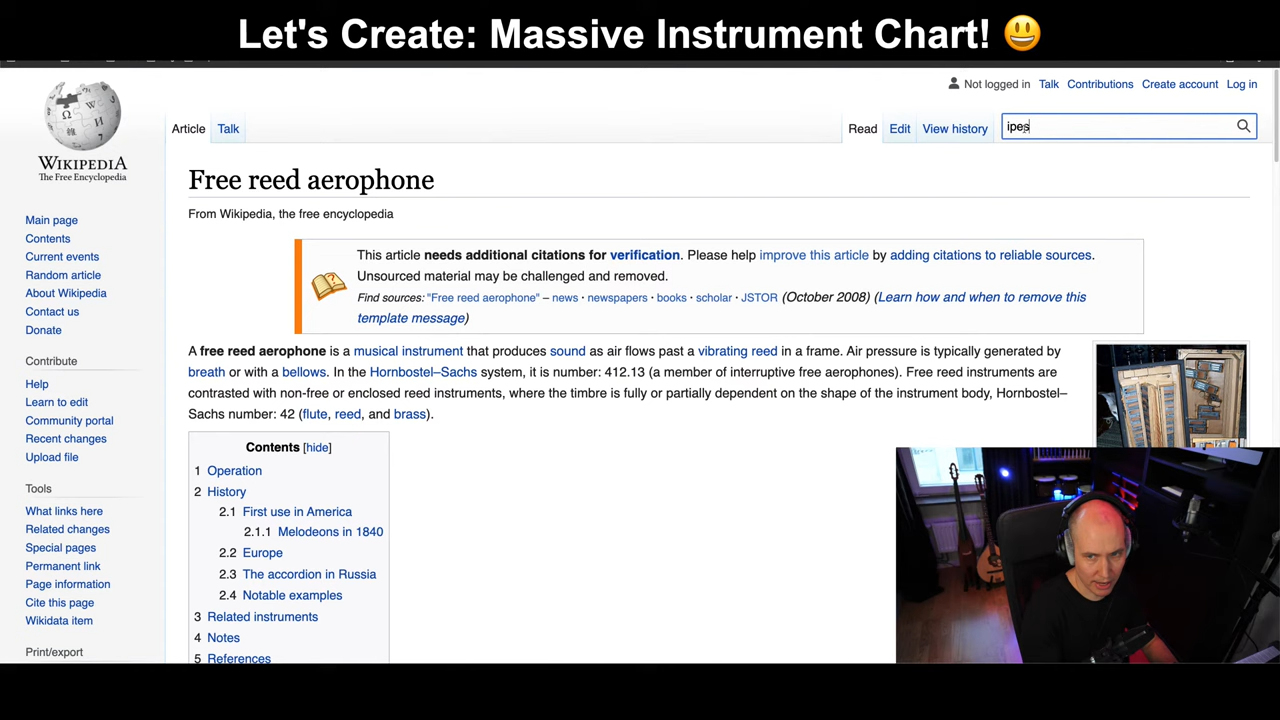 Let's Create: Massive Instrument Chart! 😃
Not logged in Talk Contributions Create account Log in
Article Talk Read Edit View history ipes
WIKIPEDIA
The Free Encyclopedia
Main page
Contents
Current events
Random article
About Wikipedia
Contact us
Donate
Contribute
Help
Learn to edit
Community portal
Recent changes
Upload file
Tools
What links here
Related changes
Special pages
Permanent link
Page information
Cite this page
Wikidata item
Print/export
Free reed aerophone
From Wikipedia, the free encyclopedia
This article needs additional citations for verification. Please help improve this article by adding citations to reliable sources.
Unsourced material may be challenged and removed.
Find sources: "Free reed aerophone" – news · newspapers · books · scholar · JSTOR (October 2008) (Learn how and when to remove this
template message)
A free reed aerophone is a musical instrument that produces sound as air flows past a vibrating reed in a frame. Air pressure is typically generated by
breath or with a bellows. In the Hornbostel–Sachs system, it is number: 412.13 (a member of interruptive free aerophones). Free reed instruments are
contrasted with non-free or enclosed reed instruments, where the timbre is fully or partially dependent on the shape of the instrument body, Hornbostel–
Sachs number: 42 (flute, reed, and brass).
Contents [hide]
1 Operation
2 History
2.1 First use in America
2.1.1 Melodeons in 1840
2.2 Europe
2.3 The accordion in Russia
2.4 Notable examples
3 Related instruments
4 Notes
5 References